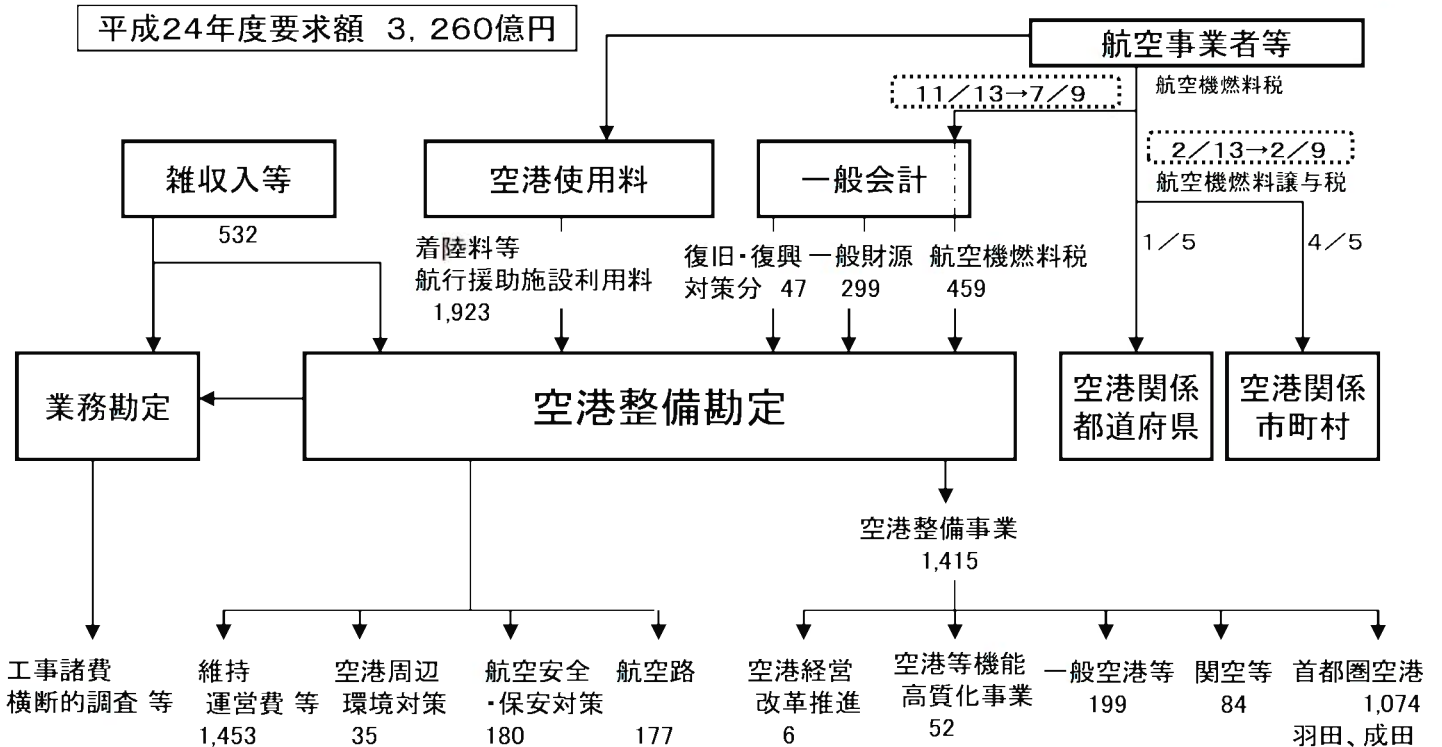 平成24年度要求額 3,260億円
航空事業者等
航空機燃料税
11/13→7/9
2/13→2/9
航空機燃料譲与税
1/5
4/5
雑収入等
532
空港使用料
着陸料等
航行援助施設利用料
1,923
一般会計
復旧・復興
対策分 47
一般財源
299
航空機燃料税
459
業務勘定
空港整備勘定
空港関係
都道府県
空港関係
市町村
空港整備事業
1,415
工事諸費
横断的調査 等
維持
運営費 等
1,453
空港周辺
環境対策
35
航空安全
・保安対策
180
航空路
177
空港経営
改革推進
6
空港等機能
高質化事業
52
一般空港等
199
関空等
84
首都圏空港
1,074
羽田、成田